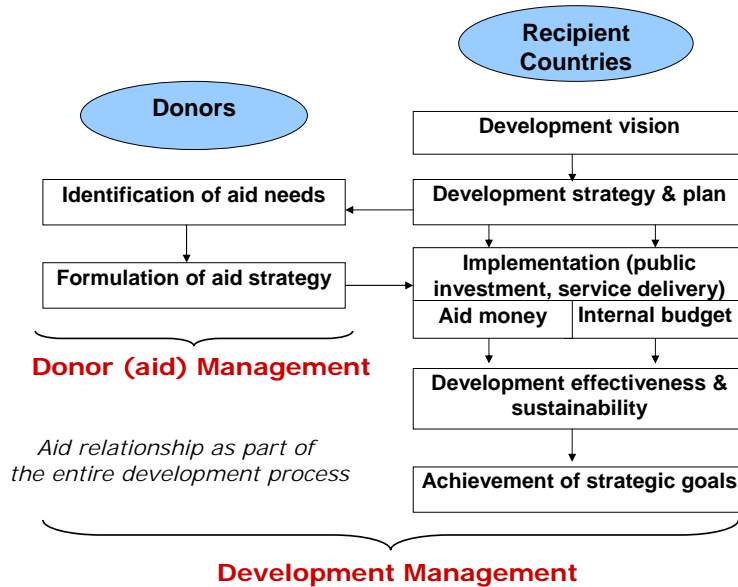 Recipient
Countries
Donors
Development vision
Identification of aid needs
Development strategy & plan
Formulation of aid strategy
Implementation (public
investment, service delivery)
Aid money
Internal budget
Donor (aid) Management
Development effectiveness &
sustainability
Aid relationship as part of
the entire development process
Achievement of strategic goals
Development Management